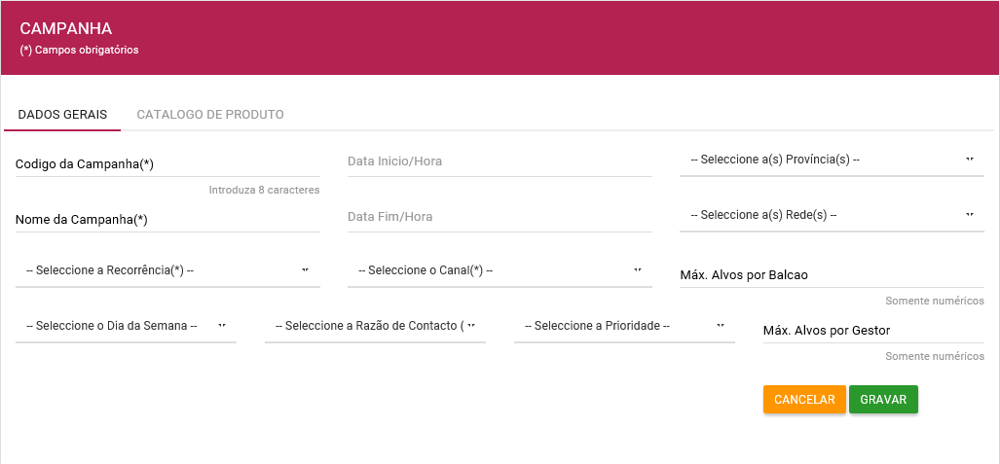 CAMPANHA
(*) Campos obrigatórios
DADOS GERAIS
CATALOGO DE PRODUTO
Codigo da Campanha(*)
Data Inicio/Hora
-- Seleccione a(s) Província(s) --
Introduza 8 caracteres
Nome da Campanha(*)
Data Fim/Hora
-- Seleccione a(s) Rede(s) --
-- Seleccione a Recorrência(*) --
-- Seleccione o Canal(*) --
Máx. Alvos por Balcao
Somente numéricos
-- Seleccione o Dia da Semana --
-- Seleccione a Razão de Contacto (
-- Seleccione a Prioridade --
Máx. Alvos por Gestor
Somente numéricos
CANCELAR
GRAVAR